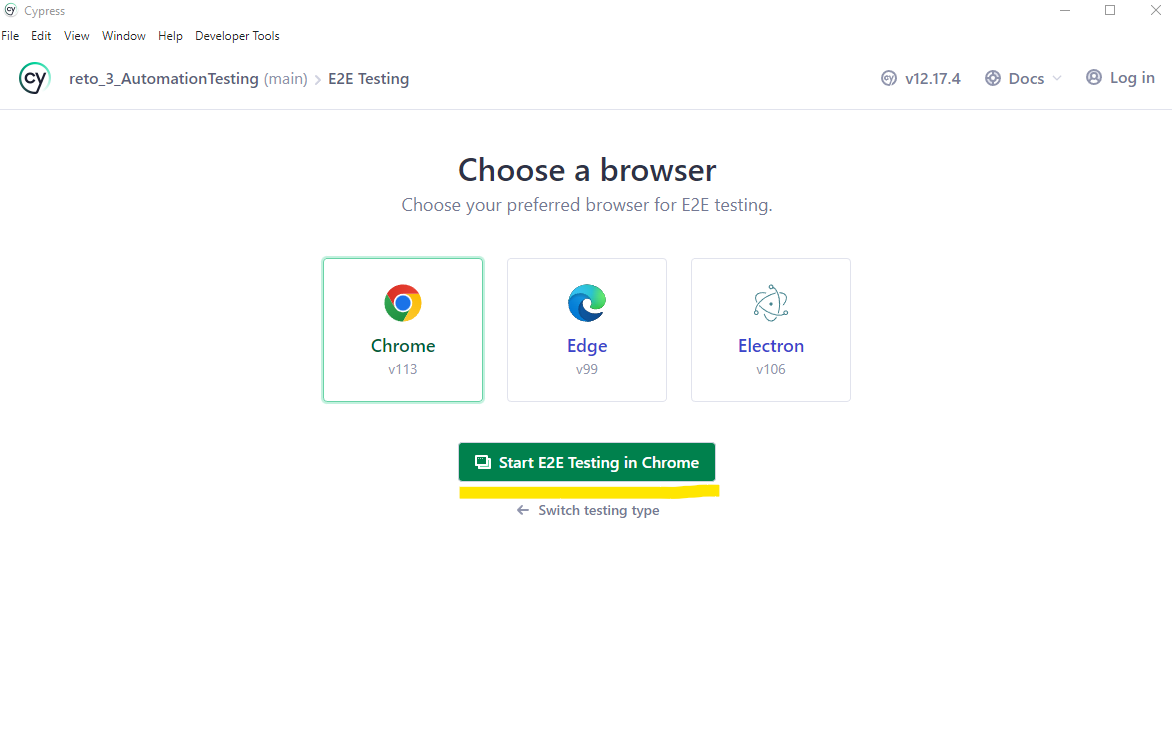 cy Cypress
File Edit View Window Help Developer Tools
cy reto_3_AutomationTesting (main) > E2E Testing cy v12.17.4 Docs Log in
Choose a browser
Choose your preferred browser for E2E testing.
Chrome Edge Electron
v113 v99 v106
Start E2E Testing in Chrome
← Switch testing type